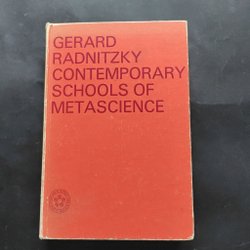 GERARD
RADNITZKY
CONTEMPORARY
SCHOOLS OF
METASCIENCE